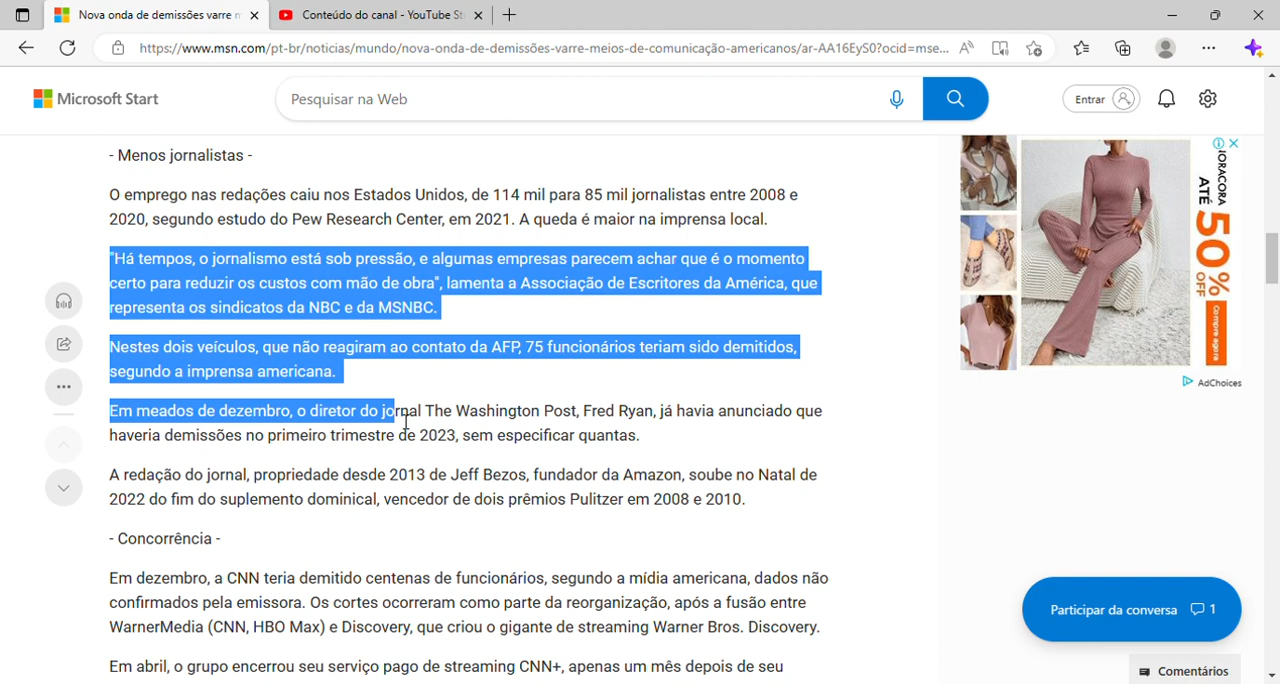 Nova onda de demissões varre n
Conteúdo do canal - YouTube St
https://www.msn.com/pt-br/noticias/mundo/nova-onda-de-demissões-varre-meios-de-comunicação-americanos/ar-AA16EyS0?ocid=mse...
Microsoft Start
Pesquisar na Web
Entrar
- Menos jornalistas -
O emprego nas redações caiu nos Estados Unidos, de 114 mil para 85 mil jornalistas entre 2008 e
2020, segundo estudo do Pew Research Center, em 2021. A queda é maior na imprensa local.
"Há tempos, o jornalismo está sob pressão, e algumas empresas parecem achar que é o momento
certo para reduzir os custos com mão de obra", lamenta a Associação de Escritores da América, que
representa os sindicatos da NBC e da MSNBC.
Nestes dois veículos, que não reagiram ao contato da AFP, 75 funcionários teriam sido demitidos,
segundo a imprensa americana.
Em meados de dezembro, o diretor do jornal The Washington Post, Fred Ryan, já havia anunciado que
haveria demissões no primeiro trimestre de 2023, sem especificar quantas.
A redação do jornal, propriedade desde 2013 de Jeff Bezos, fundador da Amazon, soube no Natal de
2022 do fim do suplemento dominical, vencedor de dois prêmios Pulitzer em 2008 e 2010.
- Concorrência -
Em dezembro, a CNN teria demitido centenas de funcionários, segundo a mídia americana, dados não
confirmados pela emissora. Os cortes ocorreram como parte da reorganização, após a fusão entre
WarnerMedia (CNN, HBO Max) e Discovery, que criou o gigante de streaming Warner Bros. Discovery.
Em abril, o grupo encerrou seu serviço pago de streaming CNN+, apenas um mês depois de seu
IORACORA
ATÉ
50%
OFF
Compre agora
AdChoices
Participar da conversa 1
Comentários